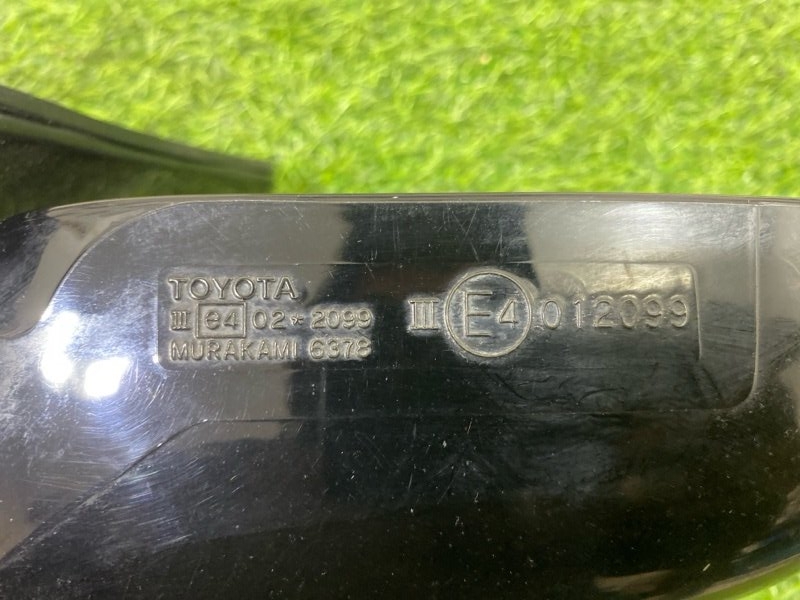 TOYOTA
III e4 02*2099
MURAKAMI 6378
III E4 012099